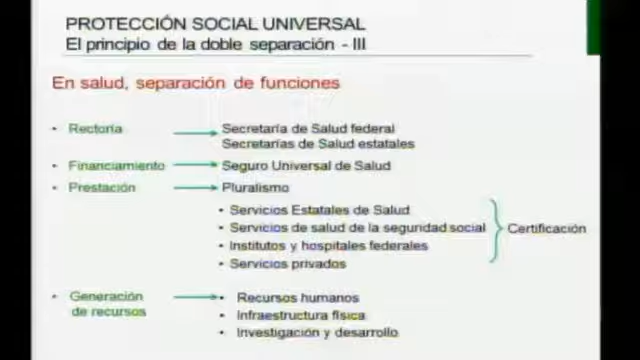 PROTECCIÓN SOCIAL UNIVERSAL
El principio de la doble separación - III
En salud, separación de funciones
• Rectoría
Secretaría de Salud federal
Secretarías de Salud estatales
• Financiamiento
Seguro Universal de Salud
• Prestación
Pluralismo
• Servicios Estatales de Salud
• Servicios de salud de la seguridad social
• Institutos y hospitales federales
• Servicios privados
Certificación
• Generación
de recursos
• Recursos humanos
• Infraestructura física
• Investigación y desarrollo